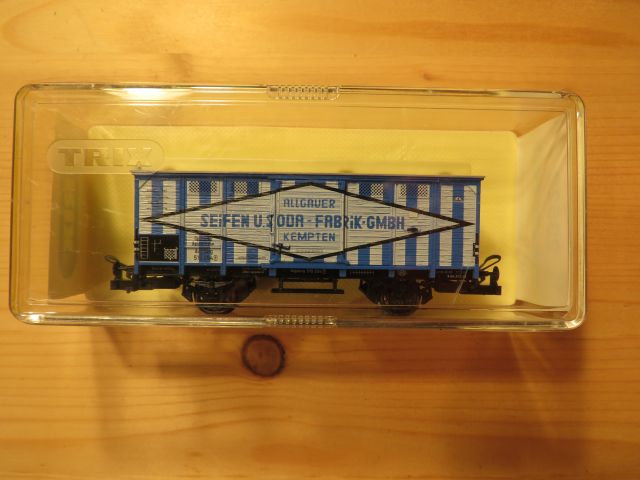 TRIX
ALLGÄUER
SEIFEN U. SODA - FABRIK·GMBH
KEMPTEN